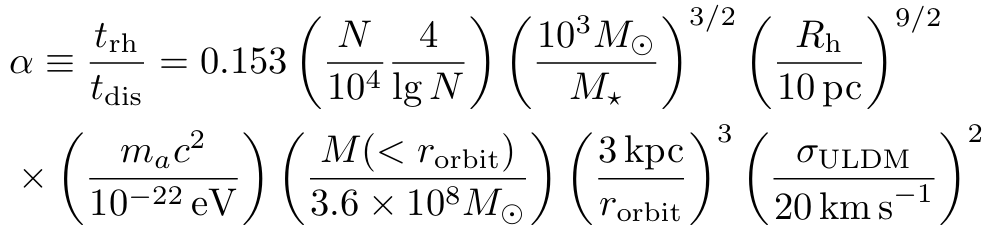 α ≡ t_rh / t_dis = 0.153 (N / 10^4 4 / lg N) (10^3 M_⊙ / M_⋆)^{3/2} (R_h / 10 pc)^{9/2}
× (m_a c^2 / 10^{−22} eV) (M(< r_orbit) / 3.6 × 10^8 M_⊙) (3 kpc / r_orbit)^3 (σ_ULDM / 20 km s^{−1})^2